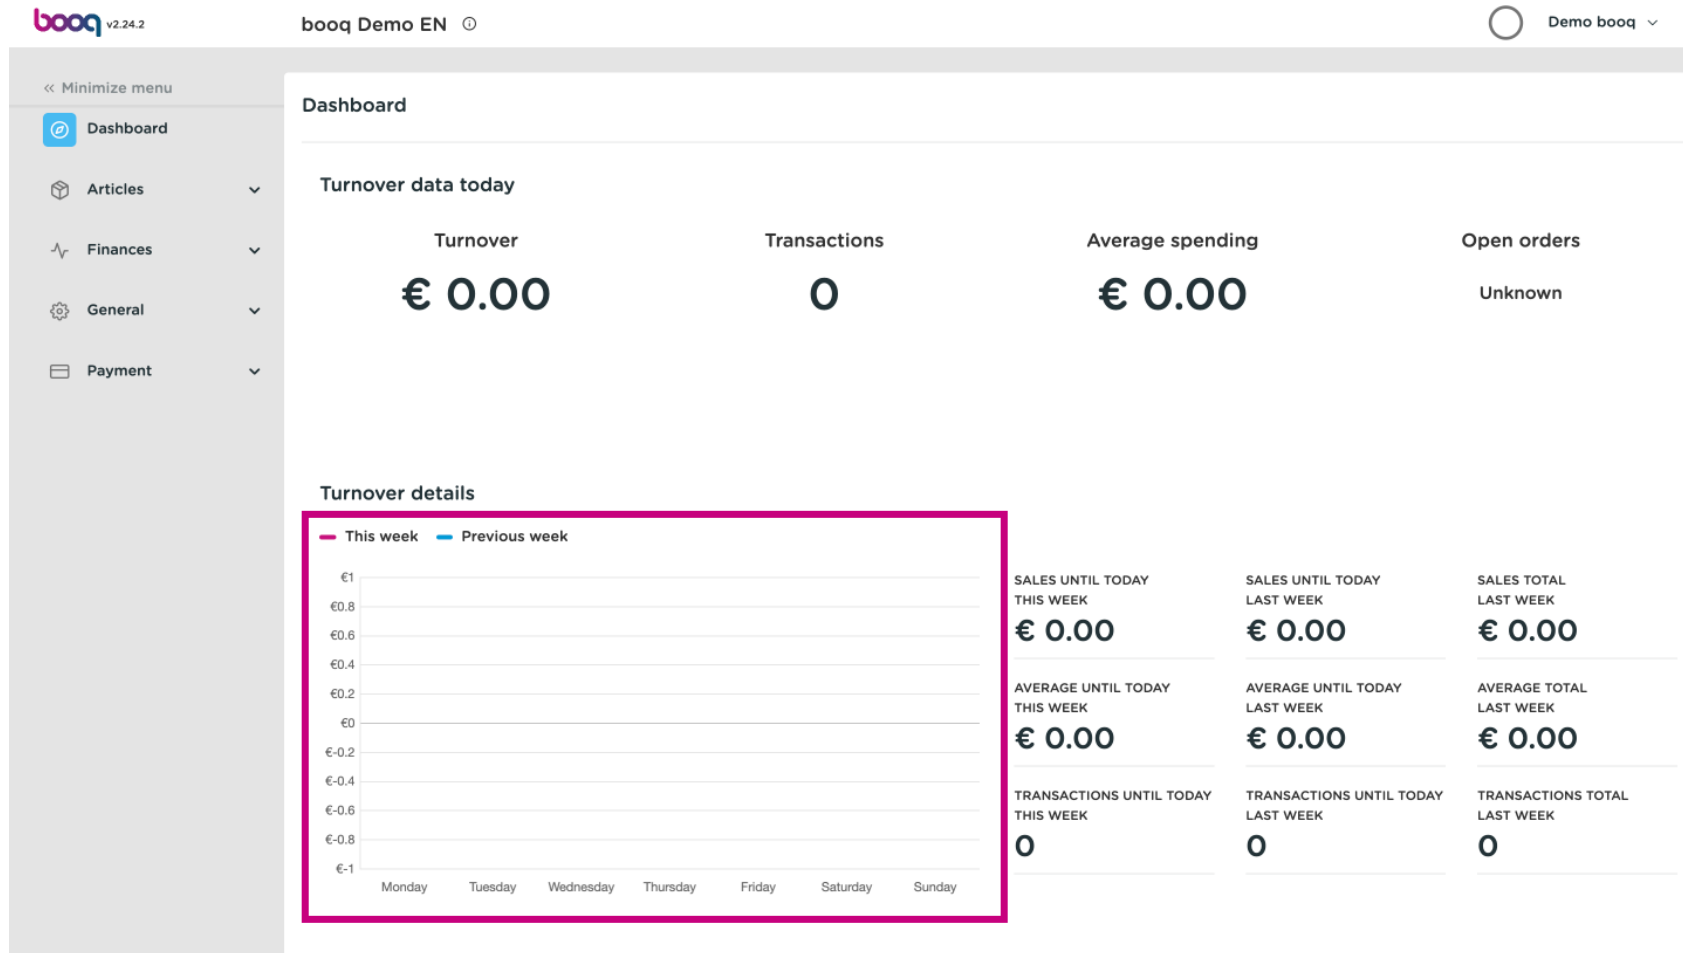 booq v2.24.2
booq Demo EN
Demo booq
Minimize menu
Dashboard
Articles
Finances
General
Payment
Dashboard
Turnover data today
Turnover
€ 0.00
Transactions
0
Average spending
€ 0.00
Open orders
Unknown
Turnover details
This week Previous week
€1
€0.8
€0.6
€0.4
€0.2
€0
€-0.2
€-0.4
€-0.6
€-0.8
€-1
Monday Tuesday Wednesday Thursday Friday Saturday Sunday
SALES UNTIL TODAY
THIS WEEK
€ 0.00
SALES UNTIL TODAY
LAST WEEK
€ 0.00
SALES TOTAL
LAST WEEK
€ 0.00
AVERAGE UNTIL TODAY
THIS WEEK
€ 0.00
AVERAGE UNTIL TODAY
LAST WEEK
€ 0.00
AVERAGE TOTAL
LAST WEEK
€ 0.00
TRANSACTIONS UNTIL TODAY
THIS WEEK
0
TRANSACTIONS UNTIL TODAY
LAST WEEK
0
TRANSACTIONS TOTAL
LAST WEEK
0